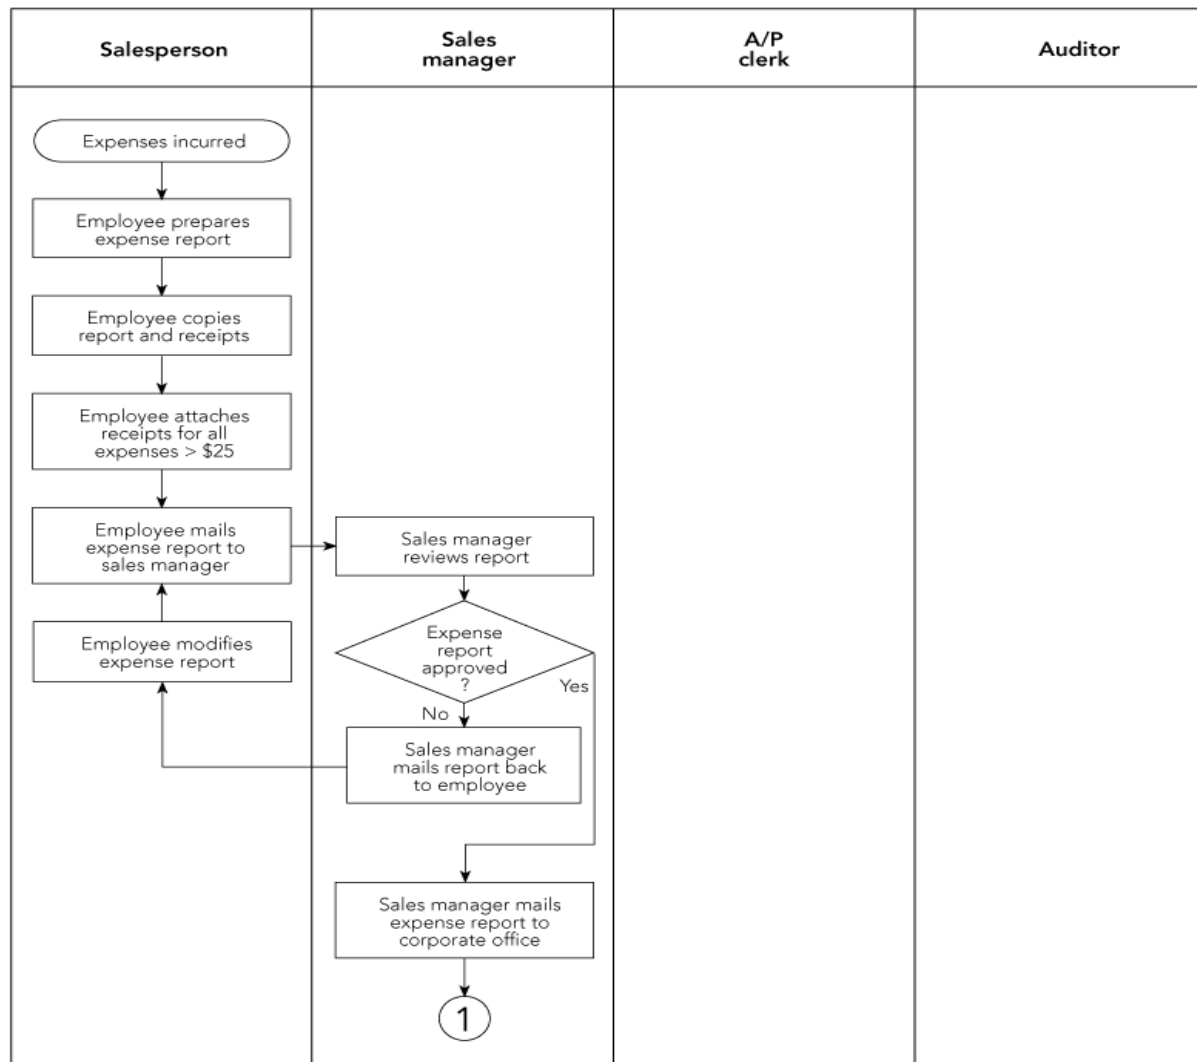 Salesperson
Sales
manager
A/P
clerk
Auditor
Expenses incurred
Employee prepares
expense report
Employee copies
report and receipts
Employee attaches
receipts for all
expenses > $25
Employee mails
expense report to
sales manager
Sales manager
reviews report
Employee modifies
expense report
Expense
report
approved
?
Yes
No
Sales manager
mails report back
to employee
Sales manager mails
expense report to
corporate office
1